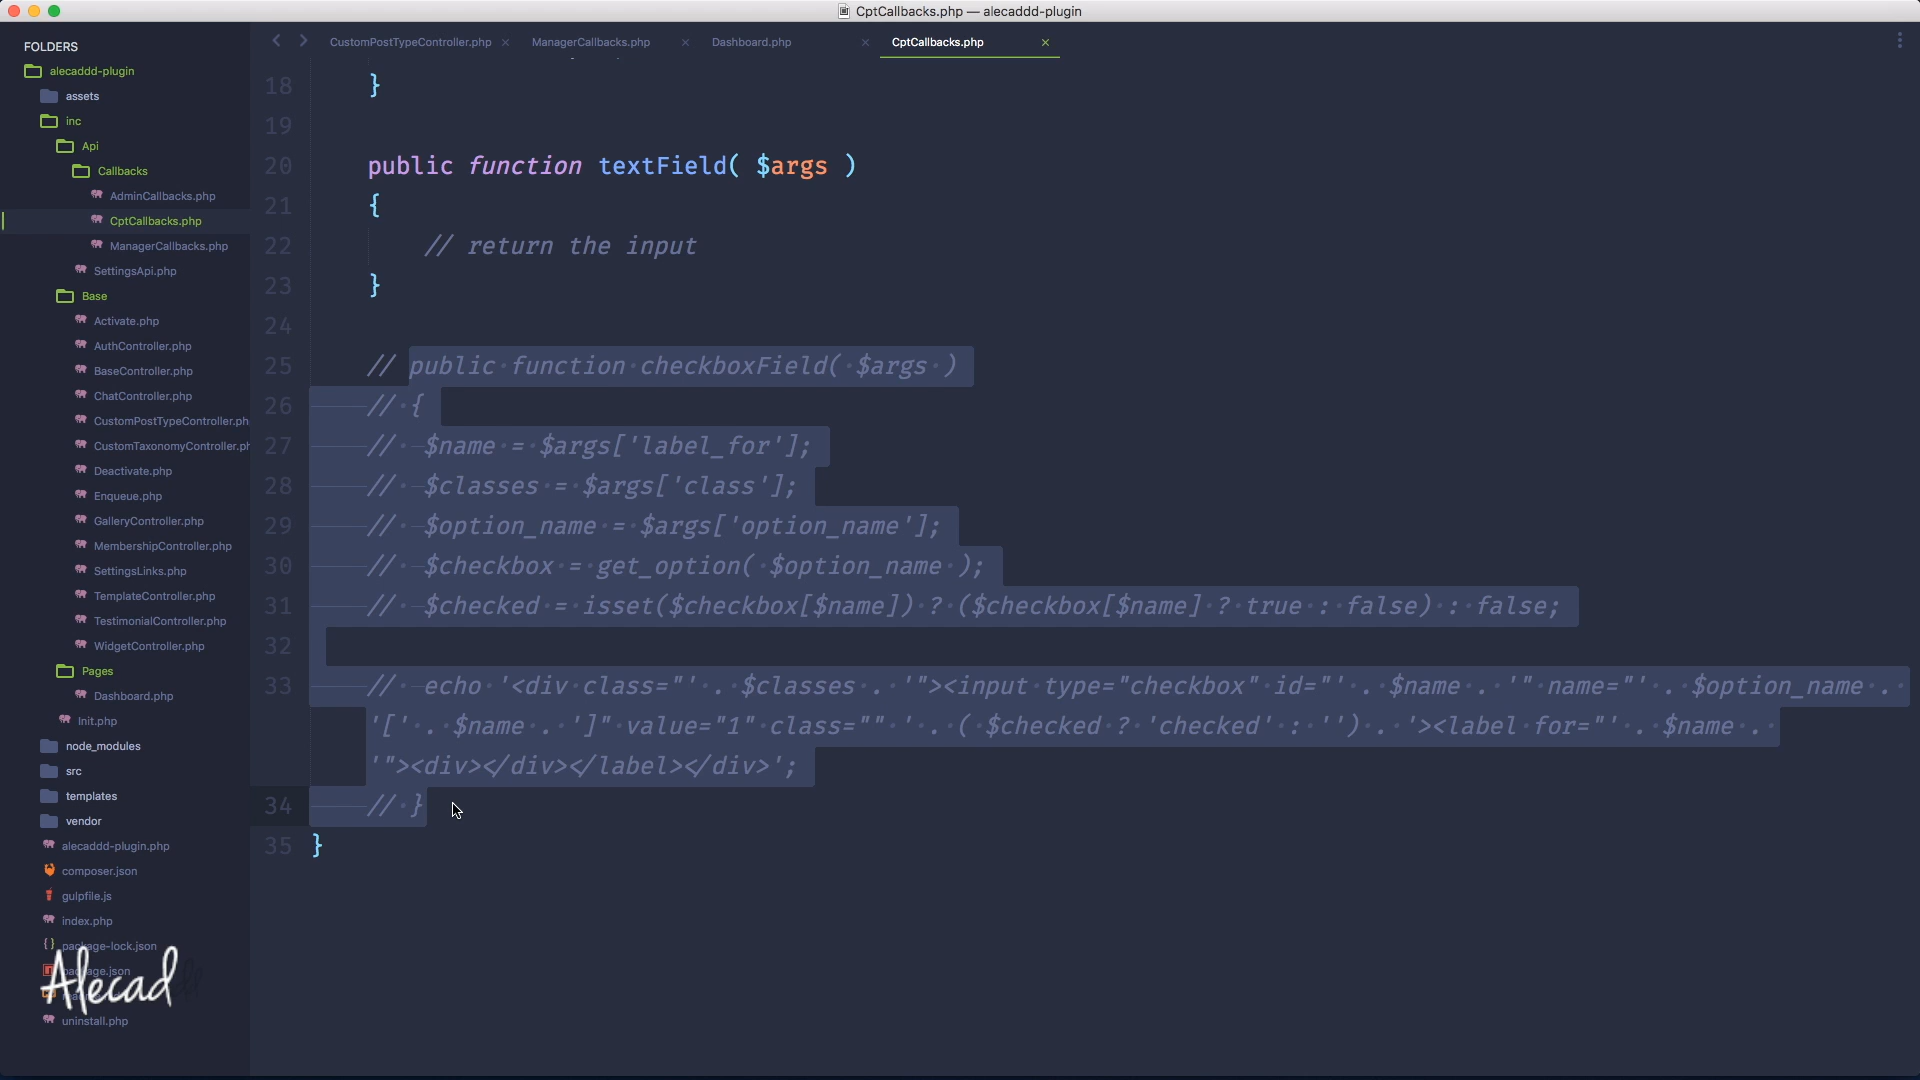 CptCallbacks.php — alecaddd-plugin
FOLDERS
alecaddd-plugin
assets
inc
Api
Callbacks
AdminCallbacks.php
CptCallbacks.php
ManagerCallbacks.php
SettingsApi.php
Base
Activate.php
AuthController.php
BaseController.php
ChatController.php
CustomPostTypeController.ph
CustomTaxonomyController.ph
Deactivate.php
Enqueue.php
GalleryController.php
MembershipController.php
SettingsLinks.php
TemplateController.php
TestimonialController.php
WidgetController.php
Pages
Dashboard.php
Init.php
node_modules
src
templates
vendor
alecaddd-plugin.php
composer.json
gulpfile.js
index.php
package-lock.json
package.json
uninstall.php
Alecad
CustomPostTypeController.php × ManagerCallbacks.php × Dashboard.php × CptCallbacks.php ×
18 }
19
20 public function textField( $args )
21 {
22 // return the input
23 }
24
25 // public function checkboxField( $args )
26 // {
27 // $name = $args['label_for'];
28 // $classes = $args['class'];
29 // $option_name = $args['option_name'];
30 // $checkbox = get_option( $option_name );
31 // $checked = isset($checkbox[$name]) ? ($checkbox[$name] ? true : false) : false;
32
33 // echo '<div class="' . $classes . '"><input type="checkbox" id="' . $name . '" name="' . $option_name .
'[' . $name . ']" value="1" class="" ' . ( $checked ? 'checked' : '') . '><label for="' . $name .
'"><div></div></label></div>';
34 // }
35 }